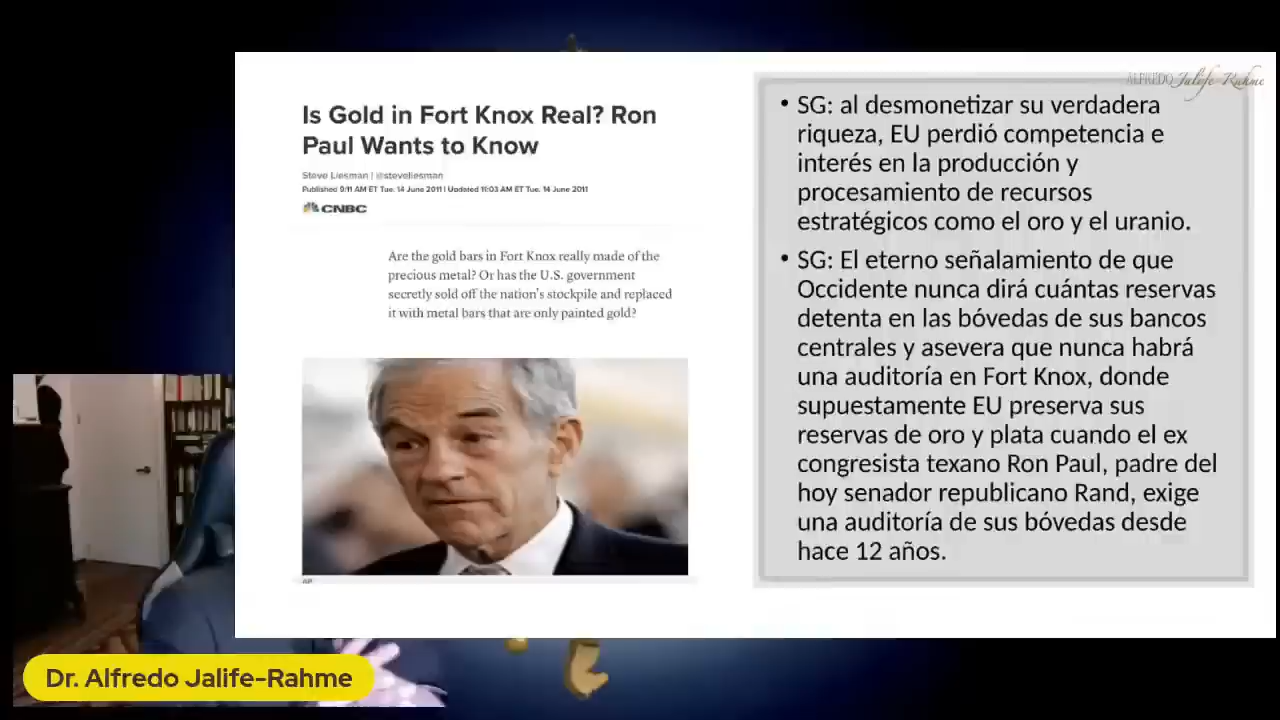 ALFREDO Jalife-Rahme
Is Gold in Fort Knox Real? Ron
Paul Wants to Know
Steve Liesman | @steveliesman
Published 9:11 AM ET Tue, 14 June 2011 | Updated 11:03 AM ET Tue, 14 June 2011
CNBC
Are the gold bars in Fort Knox really made of the
precious metal? Or has the U.S. government
secretly sold off the nation's stockpile and replaced
it with metal bars that are only painted gold?
AP
• SG: al desmonetizar su verdadera
riqueza, EU perdió competencia e
interés en la producción y
procesamiento de recursos
estratégicos como el oro y el uranio.
• SG: El eterno señalamiento de que
Occidente nunca dirá cuántas reservas
detenta en las bóvedas de sus bancos
centrales y asevera que nunca habrá
una auditoría en Fort Knox, donde
supuestamente EU preserva sus
reservas de oro y plata cuando el ex
congresista texano Ron Paul, padre del
hoy senador republicano Rand, exige
una auditoría de sus bóvedas desde
hace 12 años.
Dr. Alfredo Jalife-Rahme